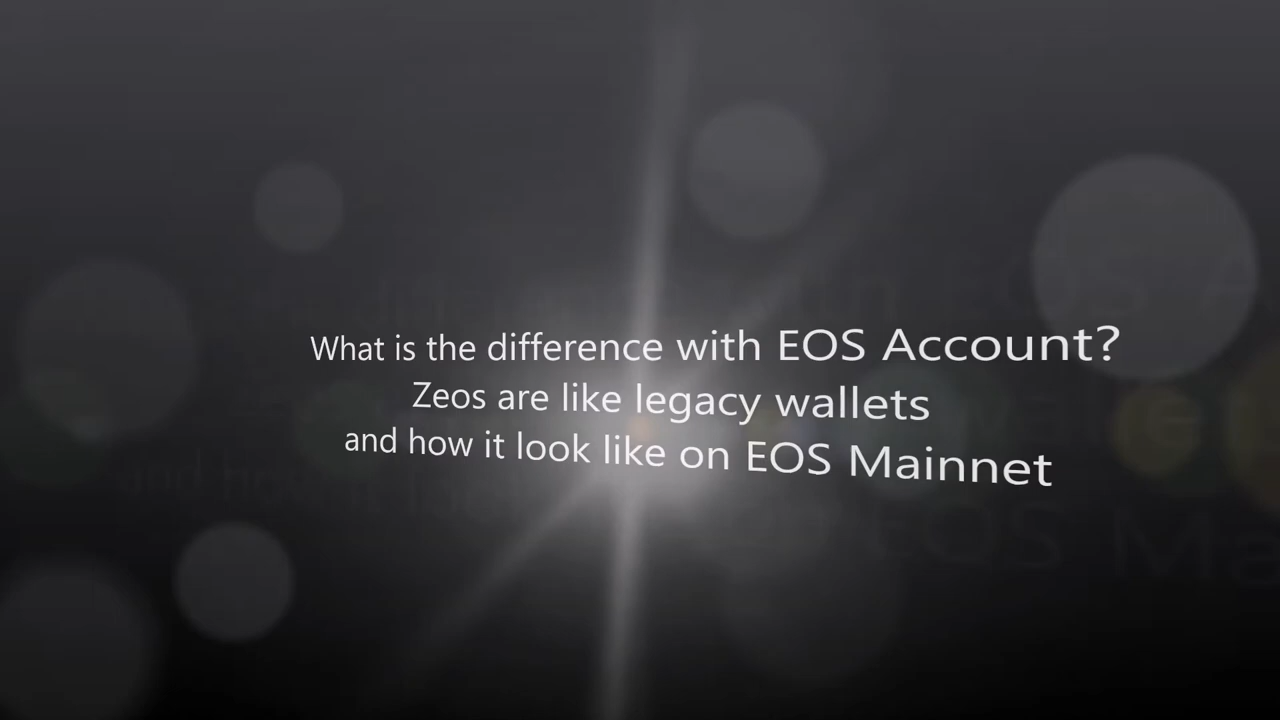 What is the difference with EOS Account?
Zeos are like legacy wallets
and how it look like on EOS Mainnet